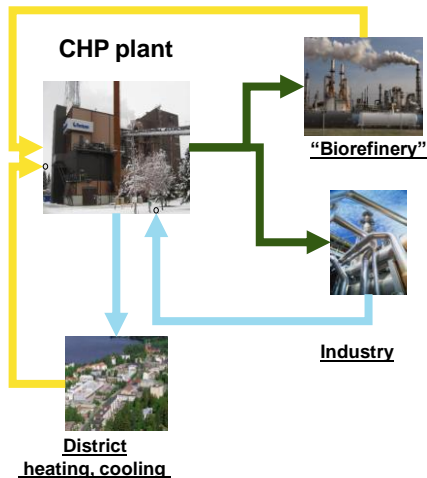 CHP plant
“Biorefinery”
Industry
District
heating, cooling